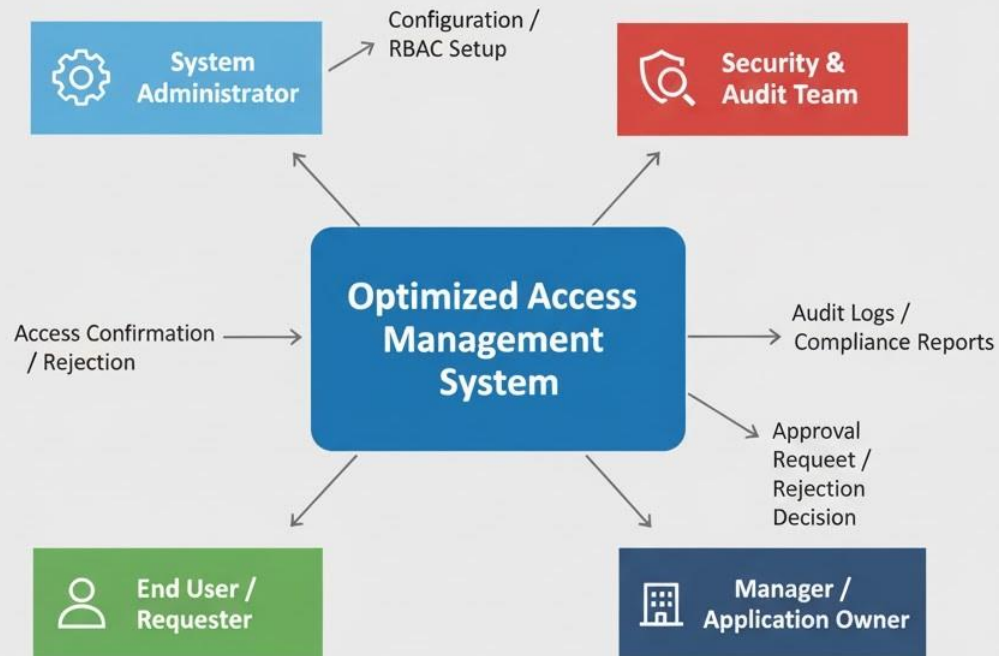 Configuration /
RBAC Setup
System
Administrator
Security &
Audit Team
Optimized Access
Management
System
Access Confirmation
/ Rejection
Audit Logs /
Compliance Reports
Approval
Requeet /
Rejection
Decision
End User /
Requester
Manager /
Application Owner